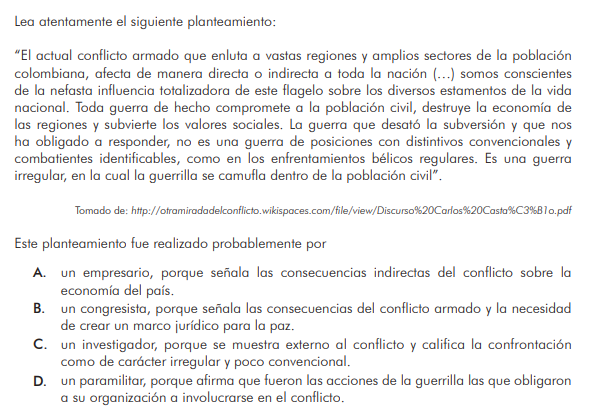 Lea atentamente el siguiente planteamiento:
“El actual conflicto armado que enluta a vastas regiones y amplios sectores de la población
colombiana, afecta de manera directa o indirecta a toda la nación (…) somos conscientes
de la nefasta influencia totalizadora de este flagelo sobre los diversos estamentos de la vida
nacional. Toda guerra de hecho compromete a la población civil, destruye la economía de
las regiones y subvierte los valores sociales. La guerra que desató la subversión y que nos
ha obligado a responder, no es una guerra de posiciones con distintivos convencionales y
combatientes identificables, como en los enfrentamientos bélicos regulares. Es una guerra
irregular, en la cual la guerrilla se camufla dentro de la población civil”.
Tomado de: http://otramiradadelconflicto.wikispaces.com/file/view/Discurso%20Carlos%20Casta%C3%B1o.pdf
Este planteamiento fue realizado probablemente por
A. un empresario, porque señala las consecuencias indirectas del conflicto sobre la
economía del país.
B. un congresista, porque señala las consecuencias del conflicto armado y la necesidad
de crear un marco jurídico para la paz.
C. un investigador, porque se muestra externo al conflicto y califica la confrontación
como de carácter irregular y poco convencional.
D. un paramilitar, porque afirma que fueron las acciones de la guerrilla las que obligaron
a su organización a involucrarse en el conflicto.